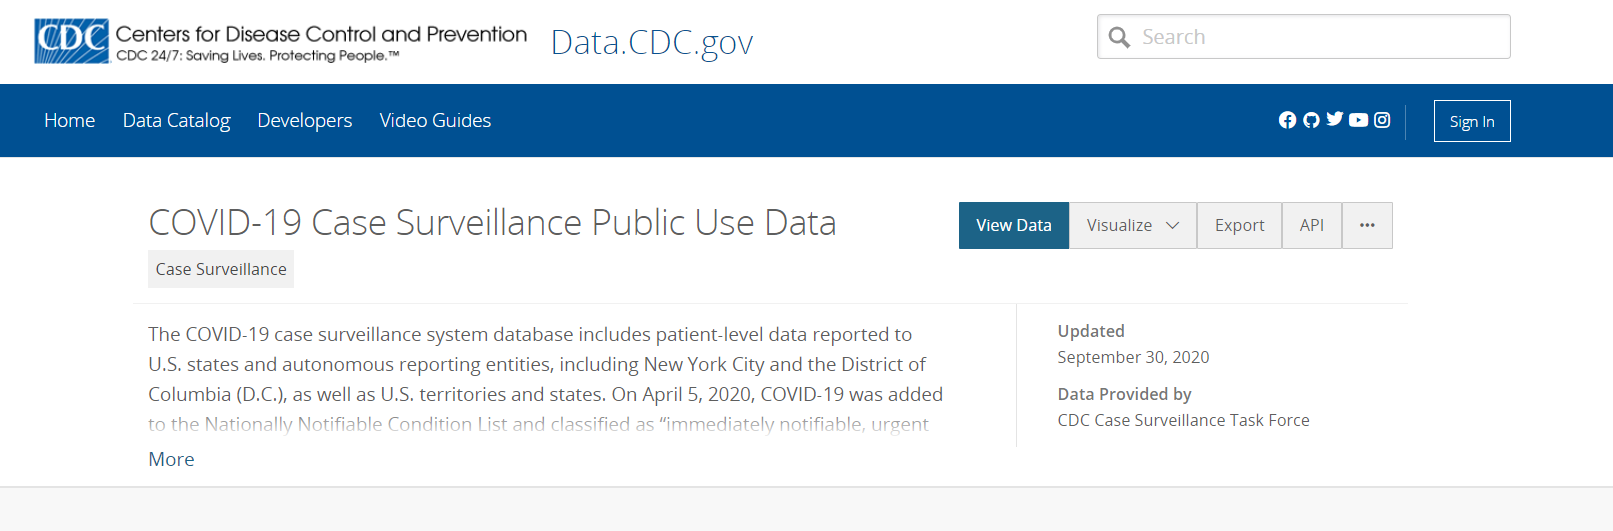 CDC Centers for Disease Control and Prevention
CDC 24/7: Saving Lives. Protecting People.™
Data.CDC.gov
Search
Home Data Catalog Developers Video Guides
Sign In
COVID-19 Case Surveillance Public Use Data
View Data Visualize Export API ...
Case Surveillance
The COVID-19 case surveillance system database includes patient-level data reported to
U.S. states and autonomous reporting entities, including New York City and the District of
Columbia (D.C.), as well as U.S. territories and states. On April 5, 2020, COVID-19 was added
to the Nationally Notifiable Condition List and classified as “immediately notifiable, urgent
More
Updated
September 30, 2020
Data Provided by
CDC Case Surveillance Task Force